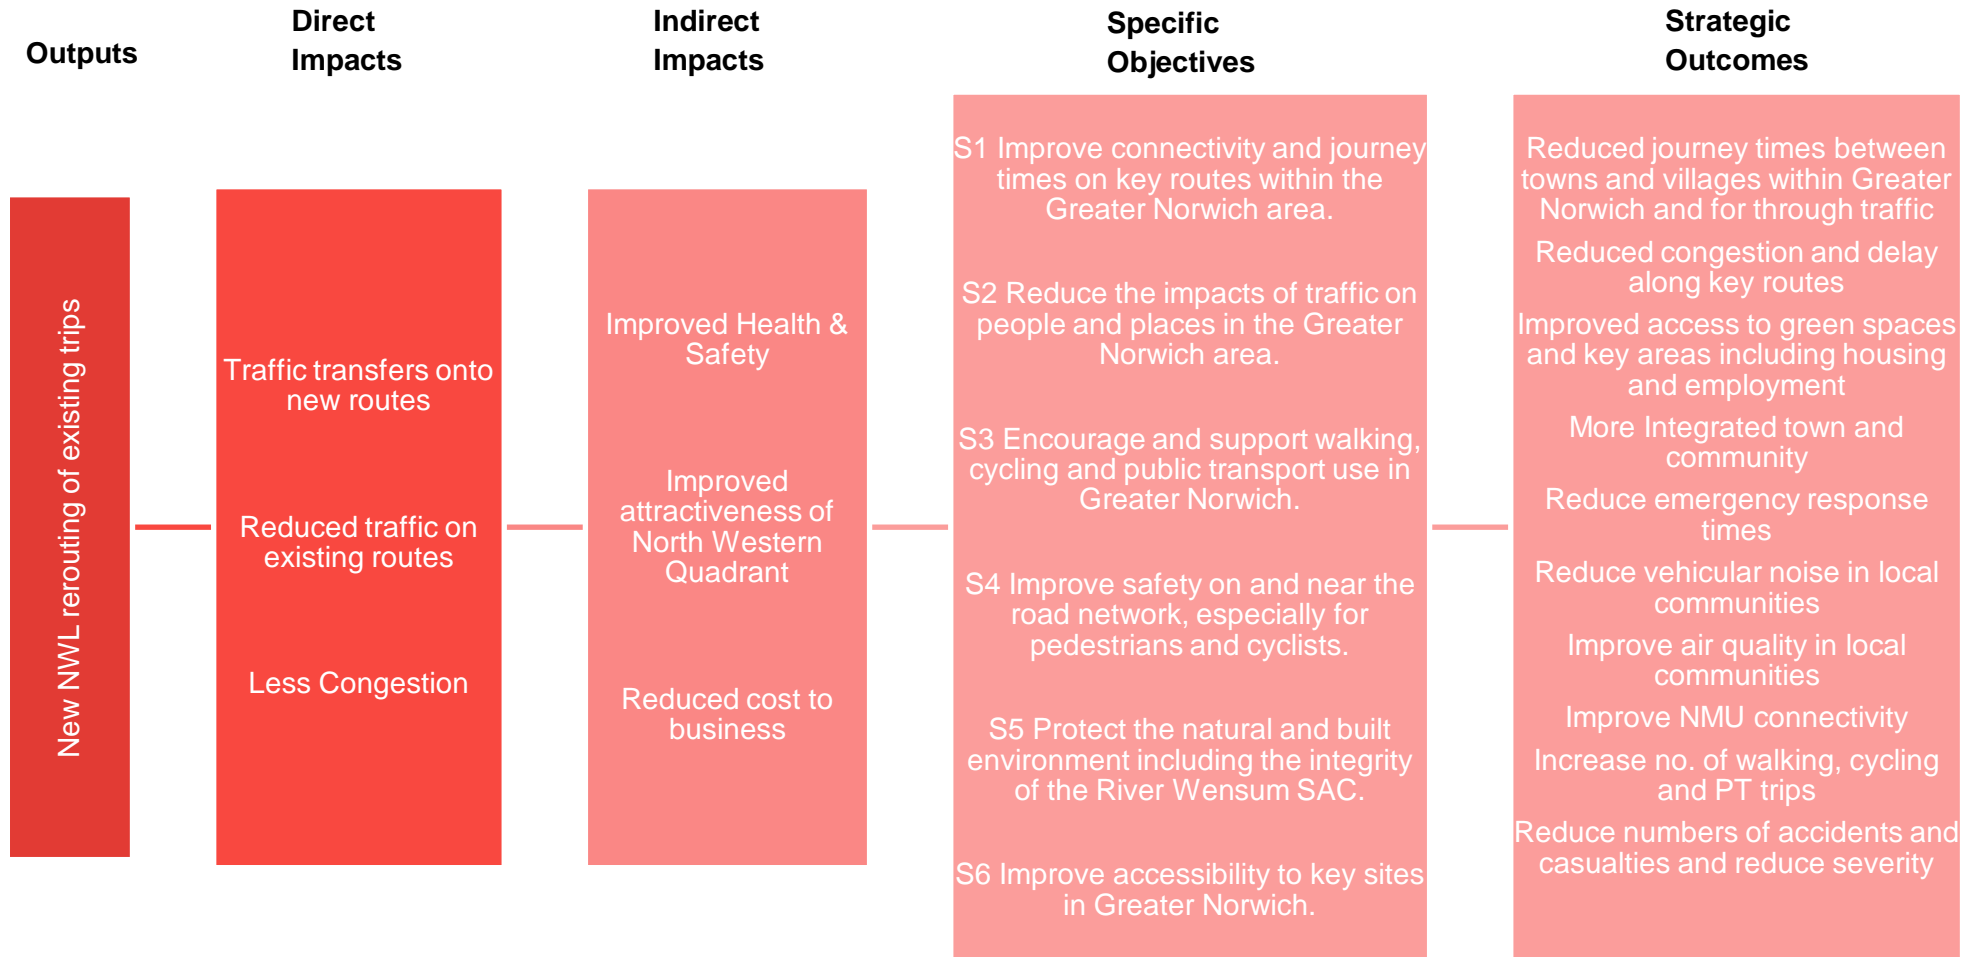 Outputs
Direct
Impacts
Indirect
Impacts
Specific
Objectives
Strategic
Outcomes
New NWL rerouting of existing trips
Traffic transfers onto
new routes
Reduced traffic on
existing routes
Less Congestion
Improved Health &
Safety
Improved
attractiveness of
North Western
Quadrant
Reduced cost to
business
S1 Improve connectivity and journey
times on key routes within the
Greater Norwich area.
S2 Reduce the impacts of traffic on
people and places in the Greater
Norwich area.
S3 Encourage and support walking,
cycling and public transport use in
Greater Norwich.
S4 Improve safety on and near the
road network, especially for
pedestrians and cyclists.
S5 Protect the natural and built
environment including the integrity
of the River Wensum SAC.
S6 Improve accessibility to key sites
in Greater Norwich.
Reduced journey times between
towns and villages within Greater
Norwich and for through traffic
Reduced congestion and delay
along key routes
Improved access to green spaces
and key areas including housing
and employment
More Integrated town and
community
Reduce emergency response
times
Reduce vehicular noise in local
communities
Improve air quality in local
communities
Improve NMU connectivity
Increase no. of walking, cycling
and PT trips
Reduce numbers of accidents and
casualties and reduce severity